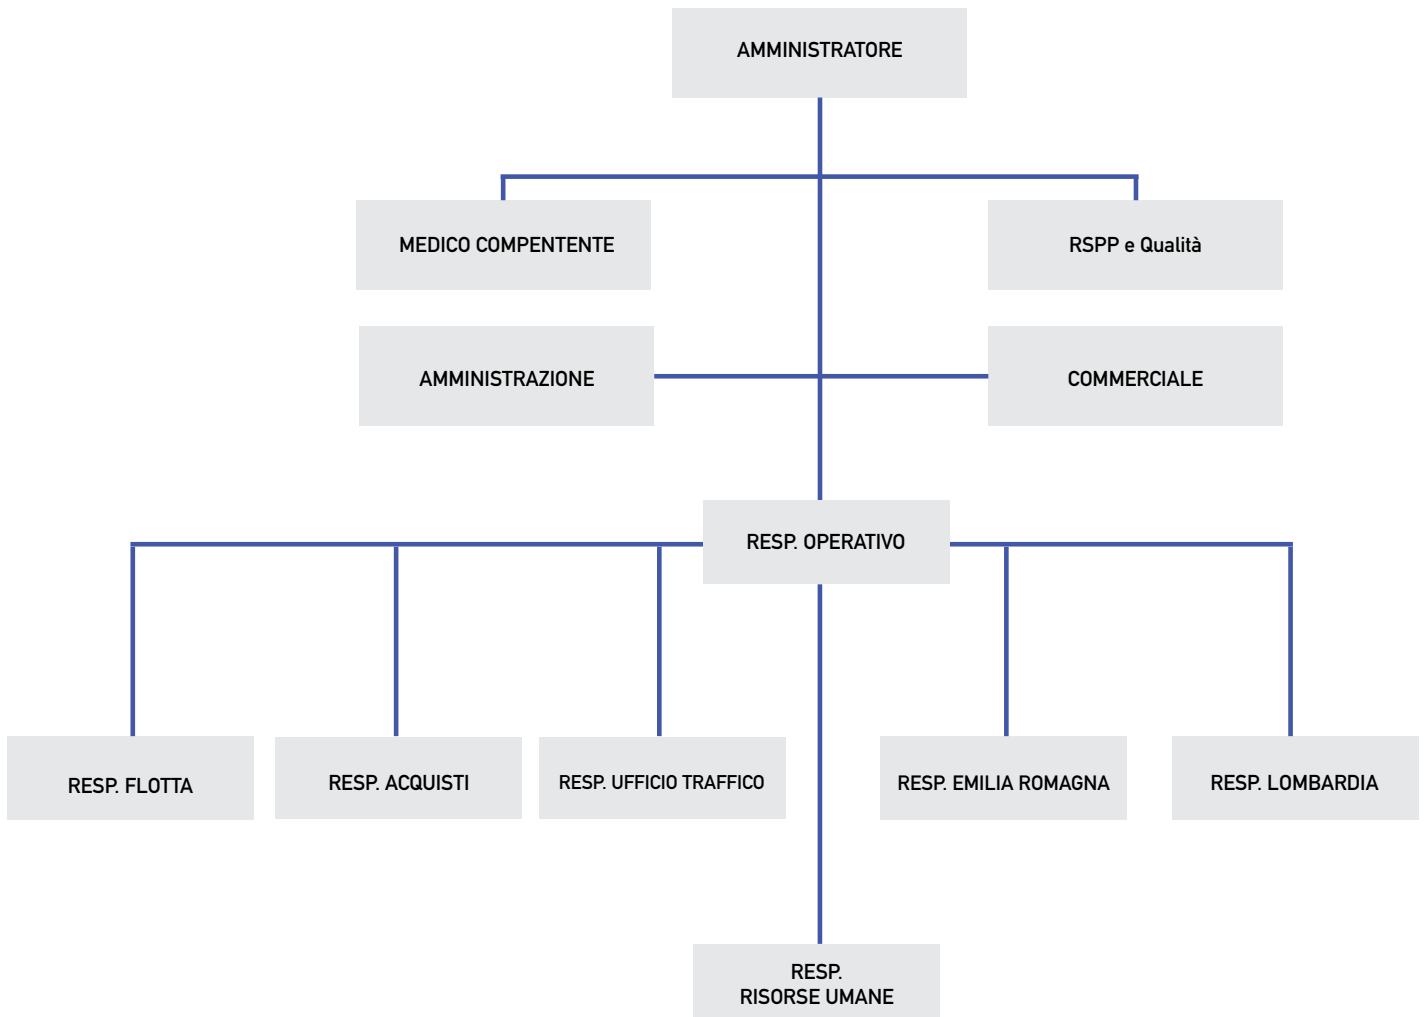 AMMINISTRATORE
MEDICO COMPENTENTE
RSPP e Qualità
AMMINISTRAZIONE
COMMERCIALE
RESP. OPERATIVO
RESP. FLOTTA
RESP. ACQUISTI
RESP. UFFICIO TRAFFICO
RESP. EMILIA ROMAGNA
RESP. LOMBARDIA
RESP.
RISORSE UMANE